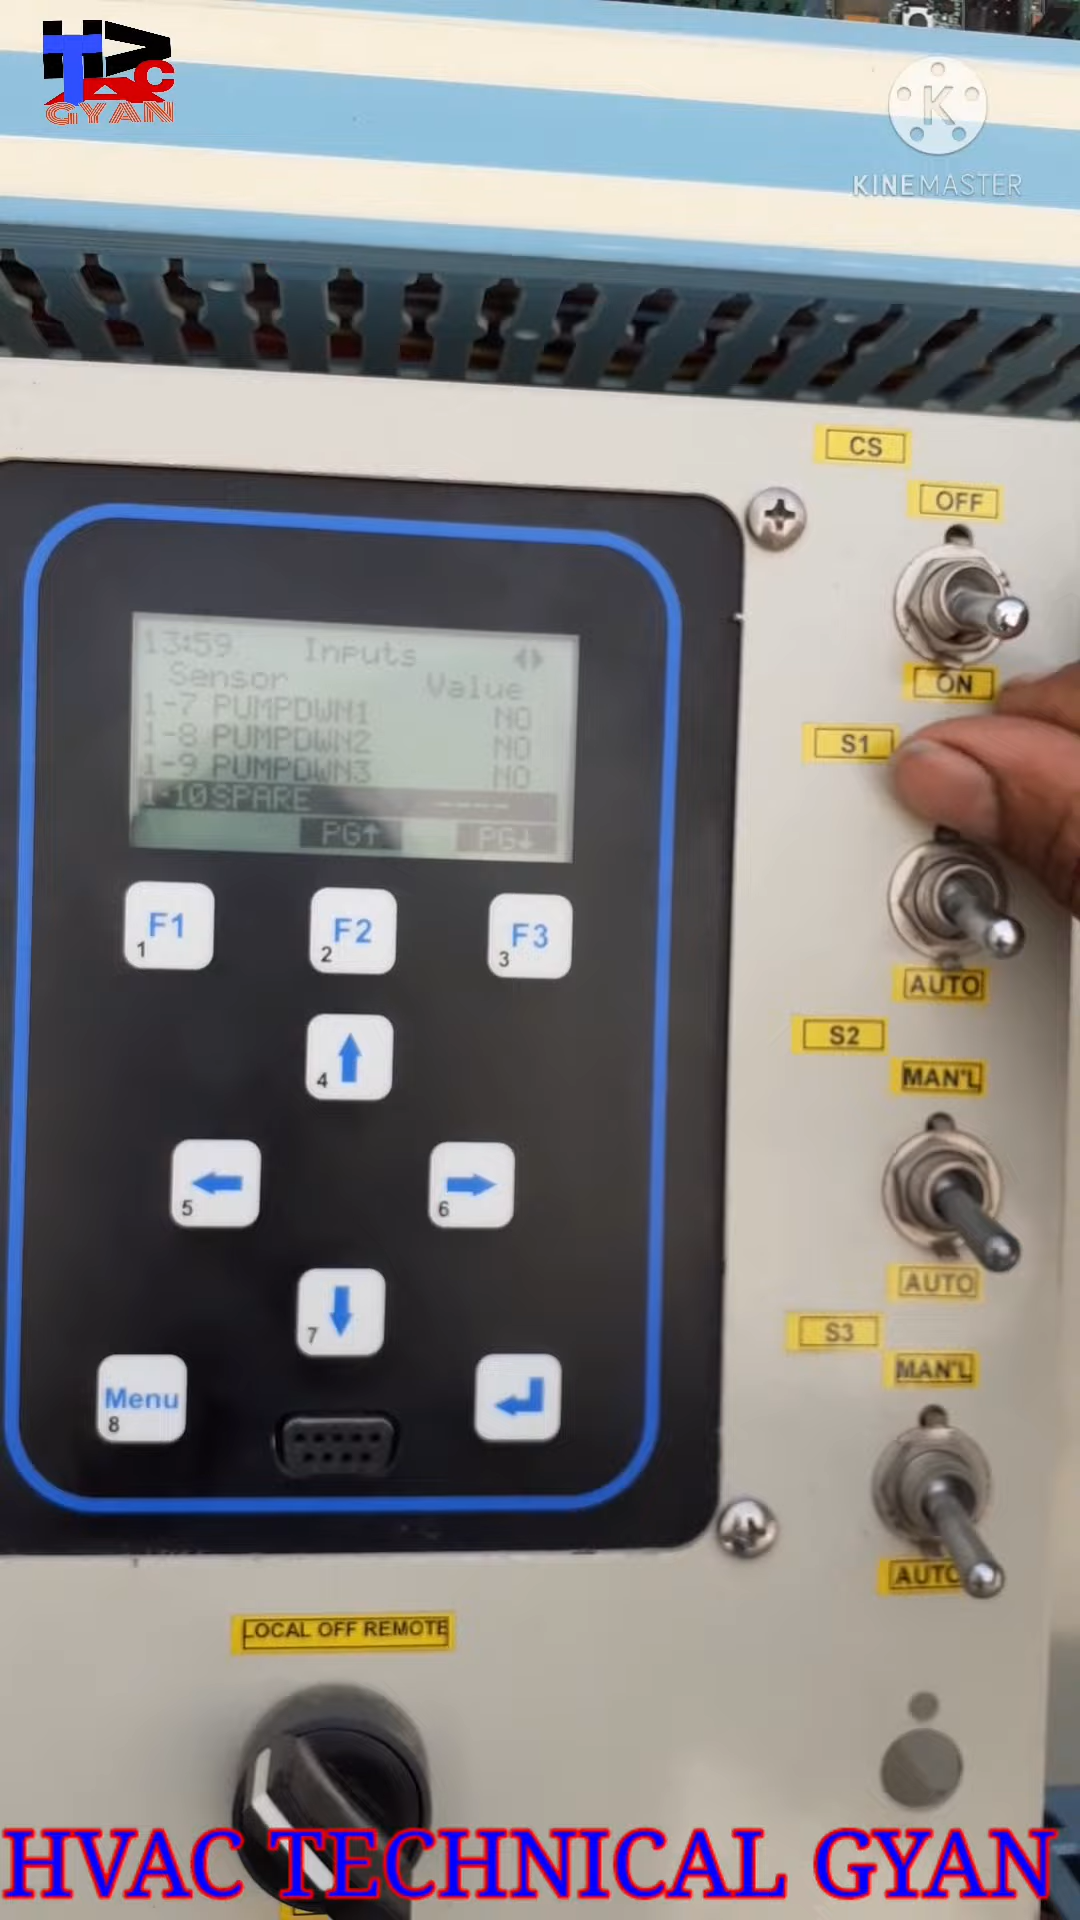 HVAC
T
GYAN
K
KINEMASTER
CS
OFF
ON
S1
AUTO
S2
MAN'L
AUTO
S3
MAN'L
AUTO
13:59 Inputs
Sensor Value
1-7 PUMPDWN1 NO
1-8 PUMPDWN2 NO
1-9 PUMPDWN3 NO
1-10SPARE -----
PG↑ PG↓
F1 1
F2 2
F3 3
4
5
6
7
Menu 8
LOCAL OFF REMOTE
HVAC TECHNICAL GYAN